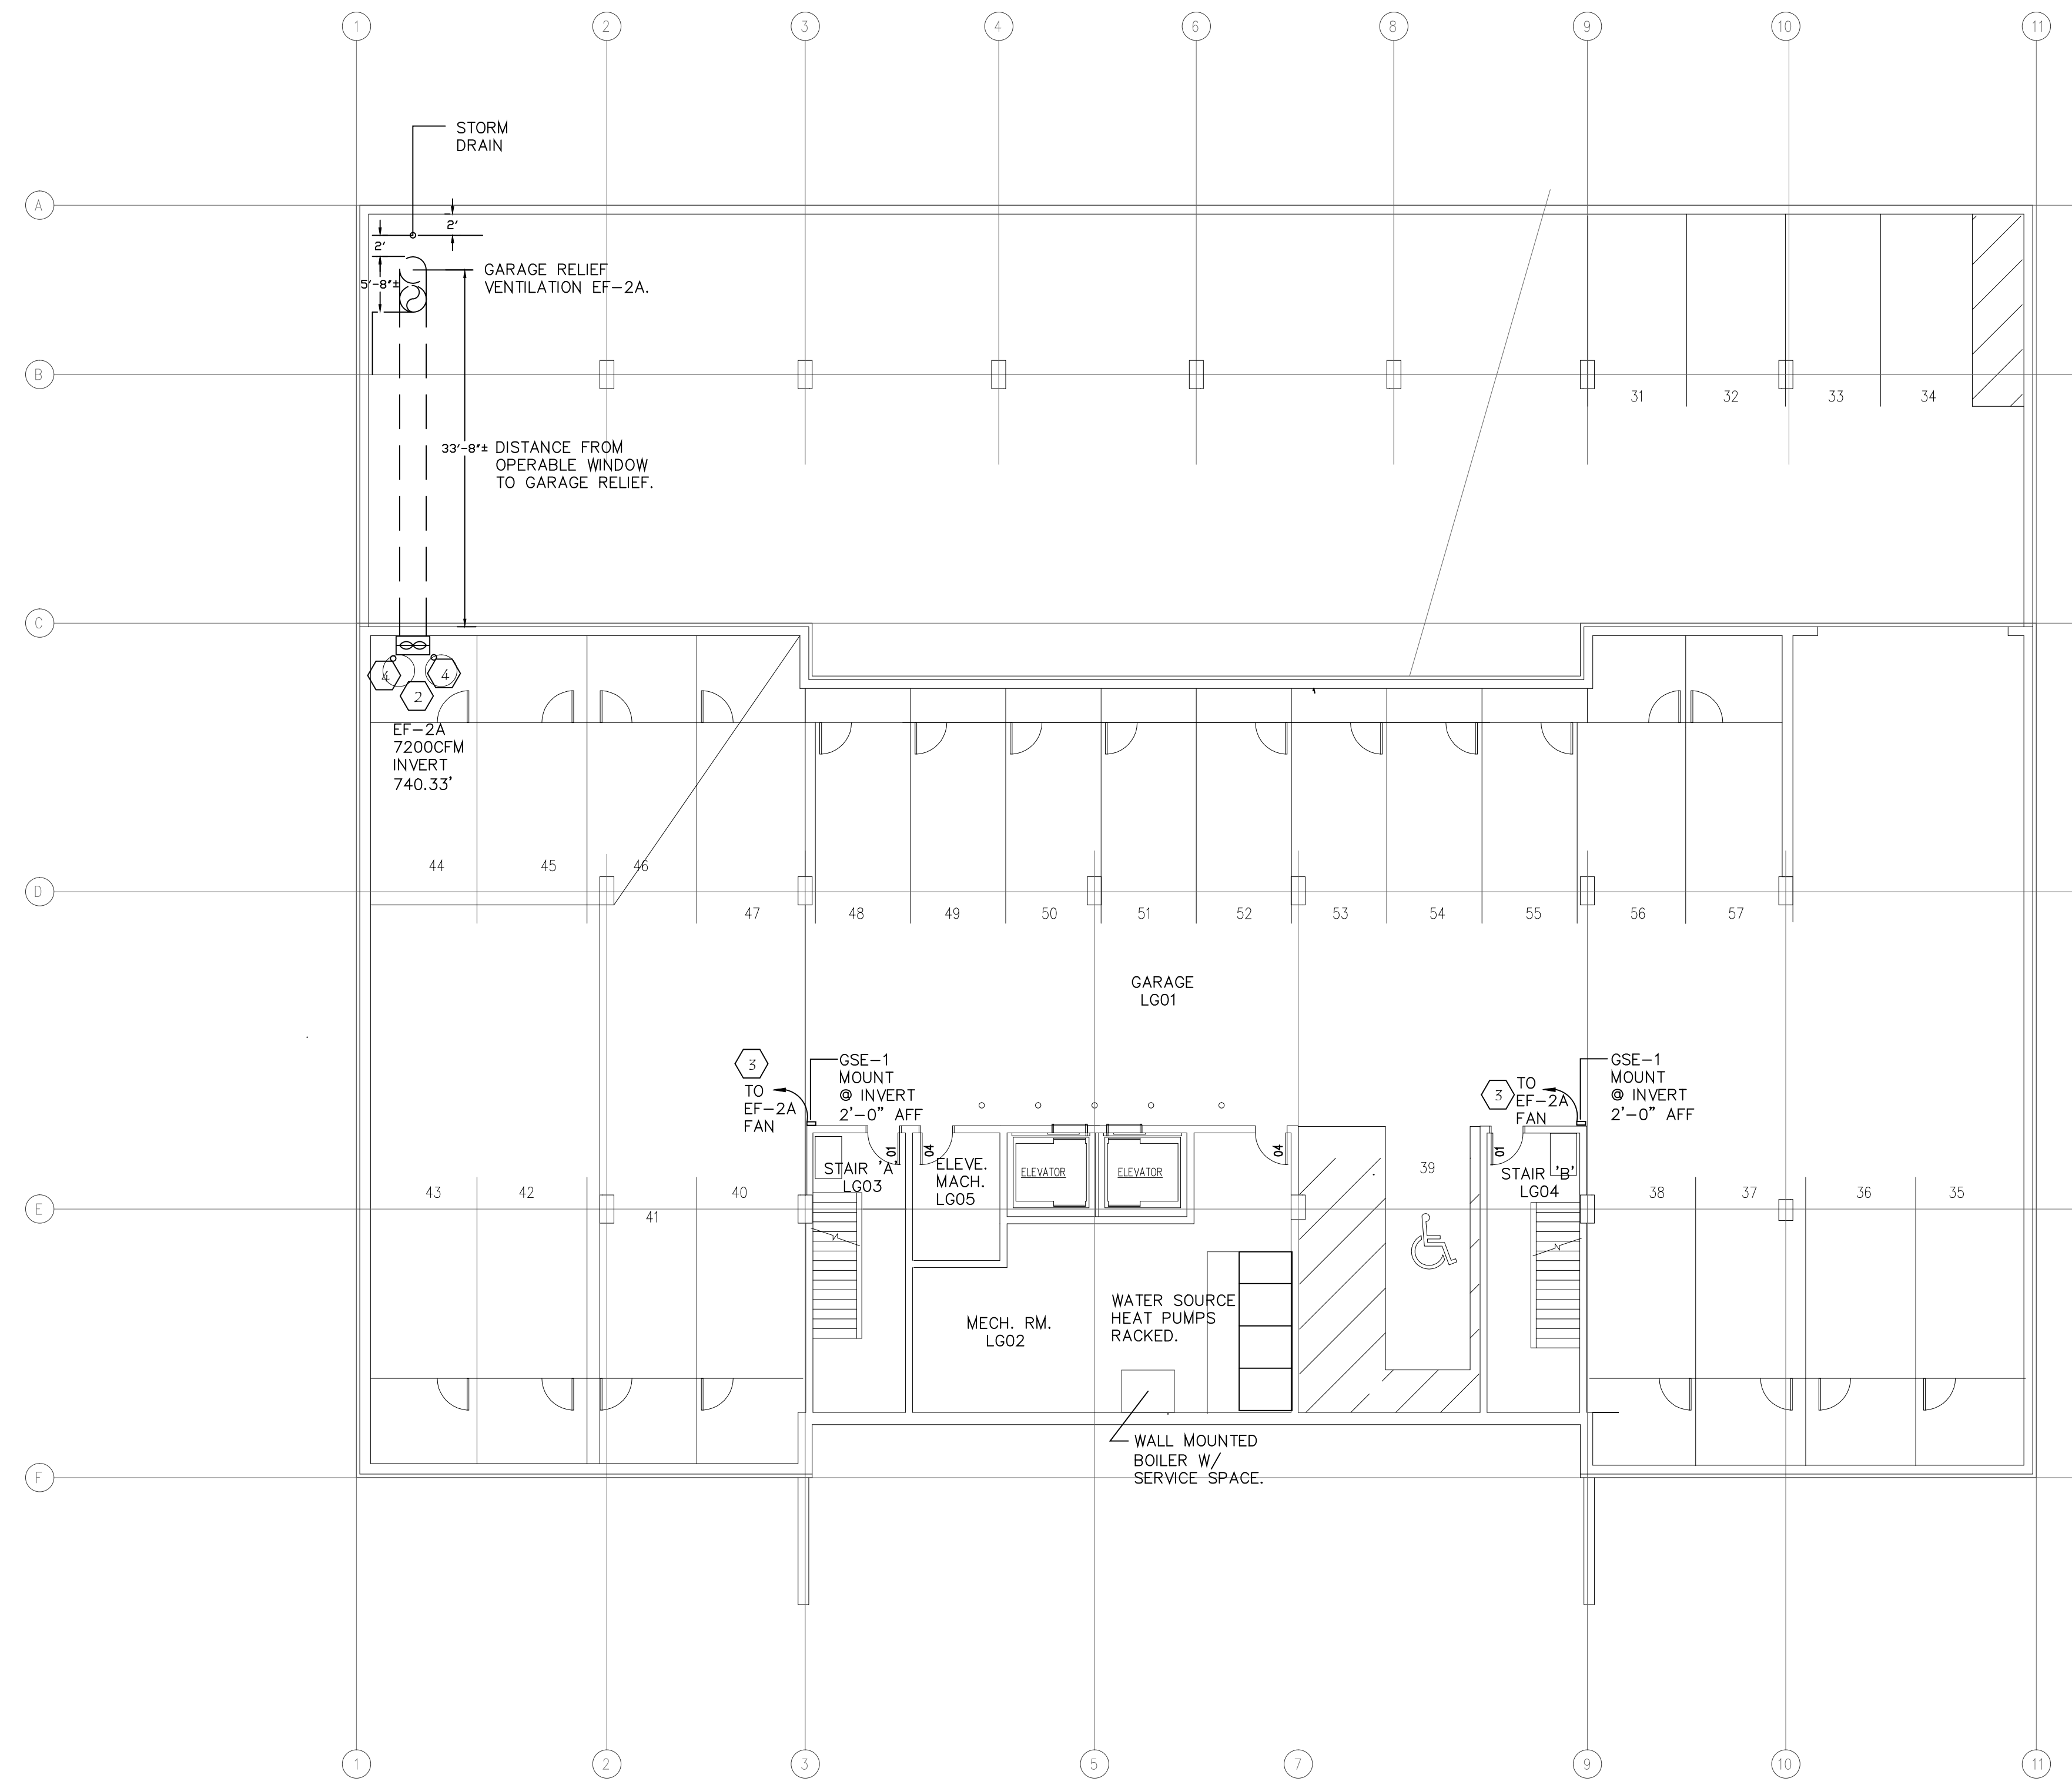 1
2
3
4
6
8
9
10
11
STORM
DRAIN
A
2'
2'
GARAGE RELIEF
VENTILATION EF-2A.
5'-8"±
B
31
32
33
34
33'-8"±
DISTANCE FROM
OPERABLE WINDOW
TO GARAGE RELIEF.
C
4
4
2
EF-2A
7200CFM
INVERT
740.33'
44
45
46
D
47
48
49
50
51
52
53
54
55
56
57
GARAGE
LG01
3
TO
EF-2A
FAN
GSE-1
MOUNT
@ INVERT
2'-0" AFF
3
TO
EF-2A
FAN
GSE-1
MOUNT
@ INVERT
2'-0" AFF
01
04
04
01
STAIR 'A'
LG03
ELEVE.
MACH.
LG05
ELEVATOR
ELEVATOR
39
STAIR 'B'
LG04
43
42
41
40
38
37
36
35
E
MECH. RM.
LG02
WATER SOURCE
HEAT PUMPS
RACKED.
WALL MOUNTED
BOILER W/
SERVICE SPACE.
F
1
2
3
5
7
9
10
11